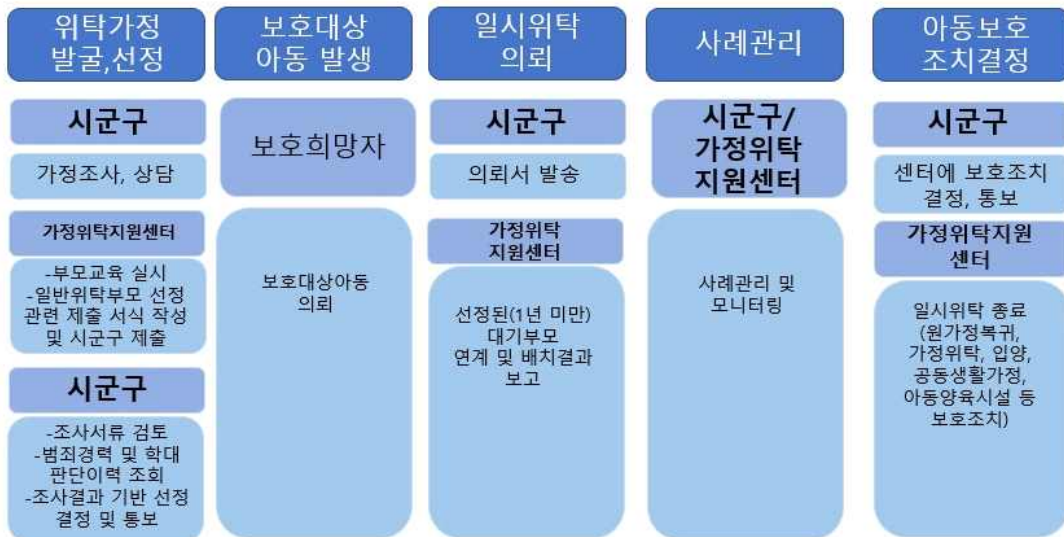 위탁가정
발굴,선정
시군구
가정조사, 상담
가정위탁지원센터
-부모교육 실시
-일반위탁부모 선정
관련 제출 서식 작성
및 시군구 제출
시군구
-조사서류 검토
-범죄경력 및 학대
판단이력 조회
-조사결과 기반 선정
결정 및 통보
보호대상
아동 발생
보호희망자
보호대상아동
의뢰
일시위탁
의뢰
시군구
의뢰서 발송
가정위탁
지원센터
선정된(1년 미만)
대기부모
연계 및 배치결과
보고
사례관리
시군구/
가정위탁
지원센터
사례관리 및
모니터링
아동보호
조치결정
시군구
센터에 보호조치
결정, 통보
가정위탁지원
센터
일시위탁 종료
(원가정복귀,
가정위탁, 입양,
공동생활가정,
아동양육시설 등
보호조치)